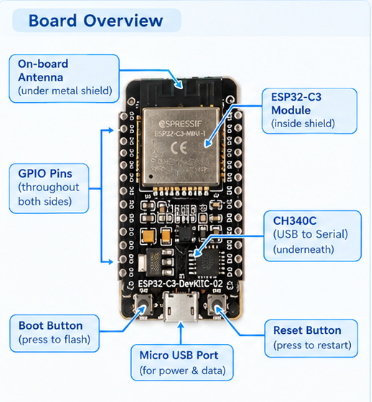 Board Overview
On-board
Antenna
(under metal shield)
ESP32-C3
Module
(inside shield)
ESPRESSIF
ESP32-C3-MINI-1
CE
GPIO Pins
(throughout
both sides)
CH340C
(USB to Serial)
(underneath)
ESP32-C3-DevKITC-02
Boot Button
(press to flash)
Micro USB Port
(for power & data)
Reset Button
(press to restart)